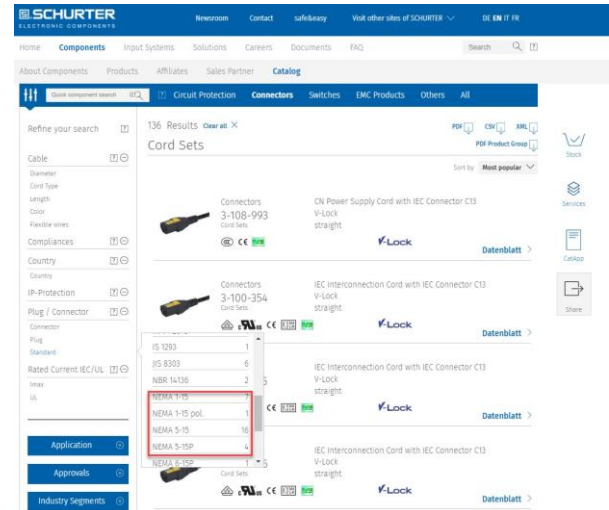 SCHURTER
ELECTRONIC COMPONENTS
Newsroom Contact safe&easy Visit other sites of SCHURTER DE EN IT FR
Home Components Input Systems Solutions Careers Documents FAQ Search
About Components Products Affiliates Sales Partner Catalog
Quick component search Circuit Protection Connectors Switches EMC Products Others All
Refine your search
136 Results Clear all ×
PDF CSV XML
Cord Sets
PDF Product Group
Stock
Cable
Sort by Most popular
Diameter
Cord Type
Length
Color
Flexible wires
Connectors
3-108-993
Cord Sets
CN Power Supply Cord with IEC Connector C13
V-Lock
straight
Services
Compliances
V-Lock
Datenblatt
CatApp
Country
Country
IP-Protection
Plug / Connector
Connector
Plug
Standard
Connectors
3-100-354
Cord Sets
IEC Interconnection Cord with IEC Connector C13
V-Lock
straight
Share
V-Lock
Datenblatt
IS 1293 1
JIS 8303 6
NBR 14136 2
NEMA 1-15 7
NEMA 1-15 pol. 1
NEMA 5-15 16
NEMA 5-15P 4
NEMA 6-15P 1
Rated Current IEC/UL
Imax
UL
IEC Interconnection Cord with IEC Connector C13
V-Lock
straight
V-Lock
Datenblatt
Application
Approvals
Industry Segments
IEC Interconnection Cord with IEC Connector C13
V-Lock
straight
Cord Sets
V-Lock
Datenblatt